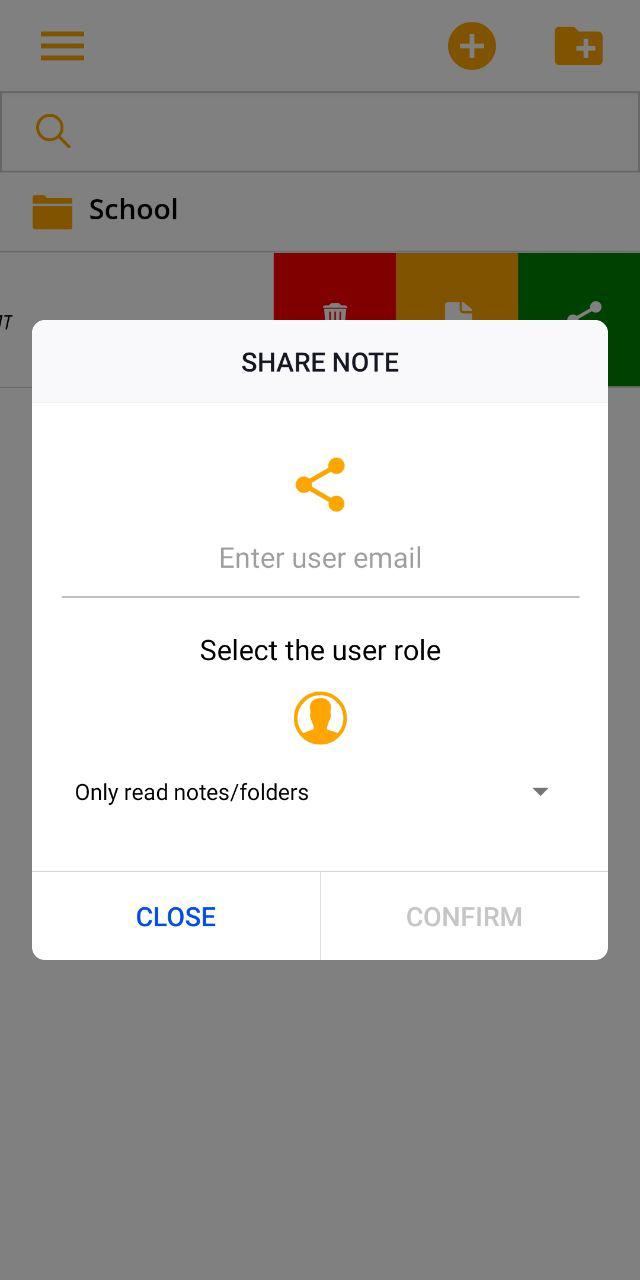 School
SHARE NOTE
Enter user email
Select the user role
Only read notes/folders
CLOSE
CONFIRM